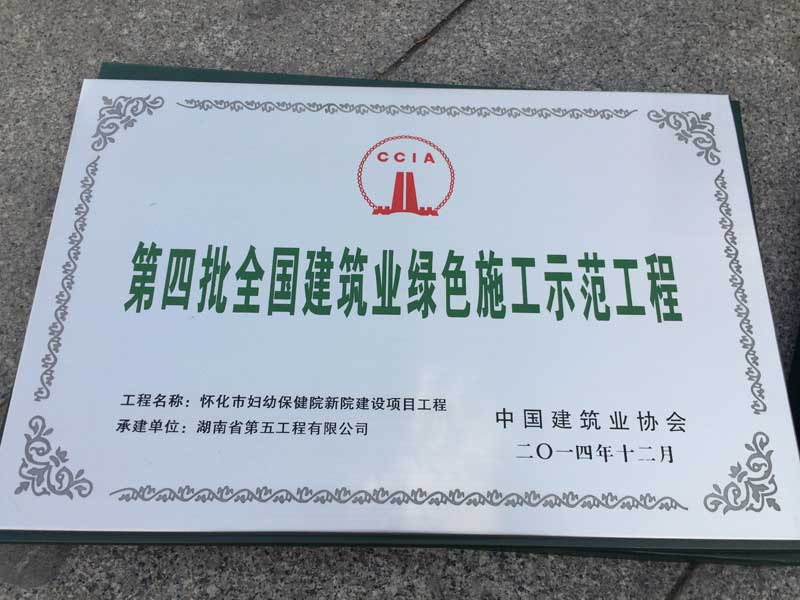 CCIA
第四批全国建筑业绿色施工示范工程
工程名称：怀化市妇幼保健院新院建设项目工程
承建单位：湖南省第五工程有限公司
中国建筑业协会
二〇一四年十二月